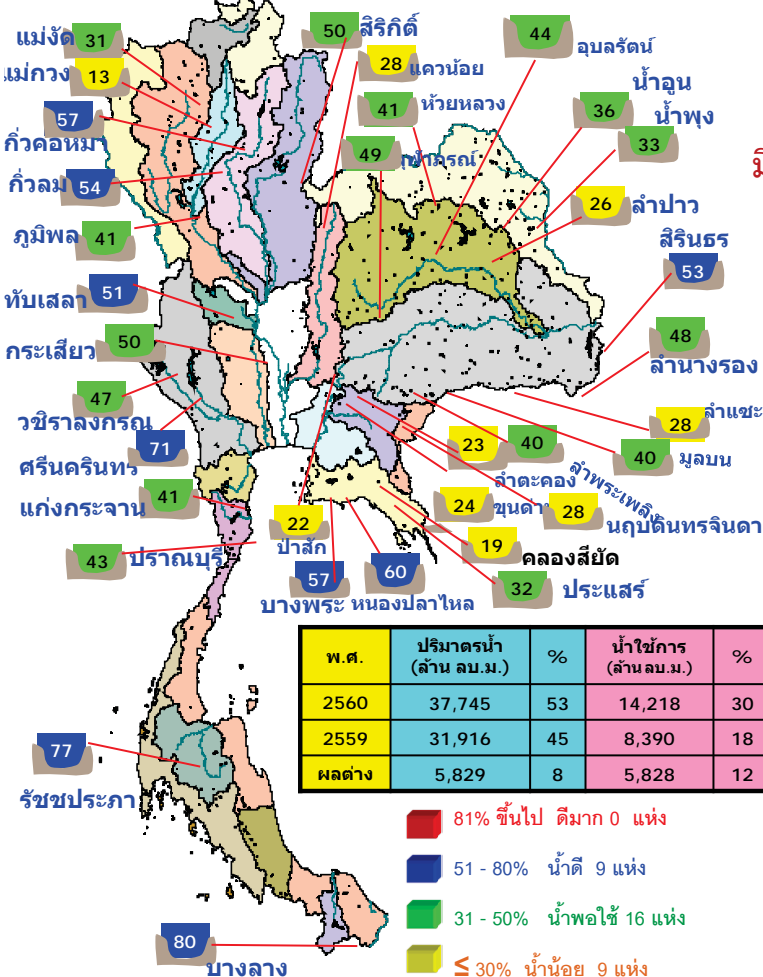 แม่งัด 31
13
57
กิ่วคอหมา
กิ่วลม 54
ภูมิพล 41
ทับเสลา 51
กระเสียว 50
47
วชิราลงกรณ
71
ศรีนครินทร์
แก่งกระจาน 41
43 ปราณบุรี
50 สิริกิติ์
28 แควน้อย
41 ห้วยหลวง
49
44 อุบลรัตน์
น้ำอูน
36 น้ำพุง
33
26 ลำปาว
สิรินธร
53
48
ลำนางรอง
28 ลำแซะ
40 มูลบน
23 40
ลำตะคอง
ลำพระเพลิง
24 ขุนด่า
28 นฤบดินทรจินดา
22
ป่าสัก
19 คลองสียัด
57 60
บางพระ หนองปลาไหล
32 ประแสร์
พ.ศ. ปริมาตรน้ำ (ล้าน ลบ.ม.) % น้ำใช้การ (ล้าน ลบ.ม.) %
2560 37,745 53 14,218 30
2559 31,916 45 8,390 18
ผลต่าง 5,829 8 5,828 12
77
รัชชประภา
81% ขึ้นไป ดีมาก 0 แห่ง
51 - 80% น้ำดี 9 แห่ง
31 - 50% น้ำพอใช้ 16 แห่ง
≤ 30% น้ำน้อย 9 แห่ง
80
บางลาง